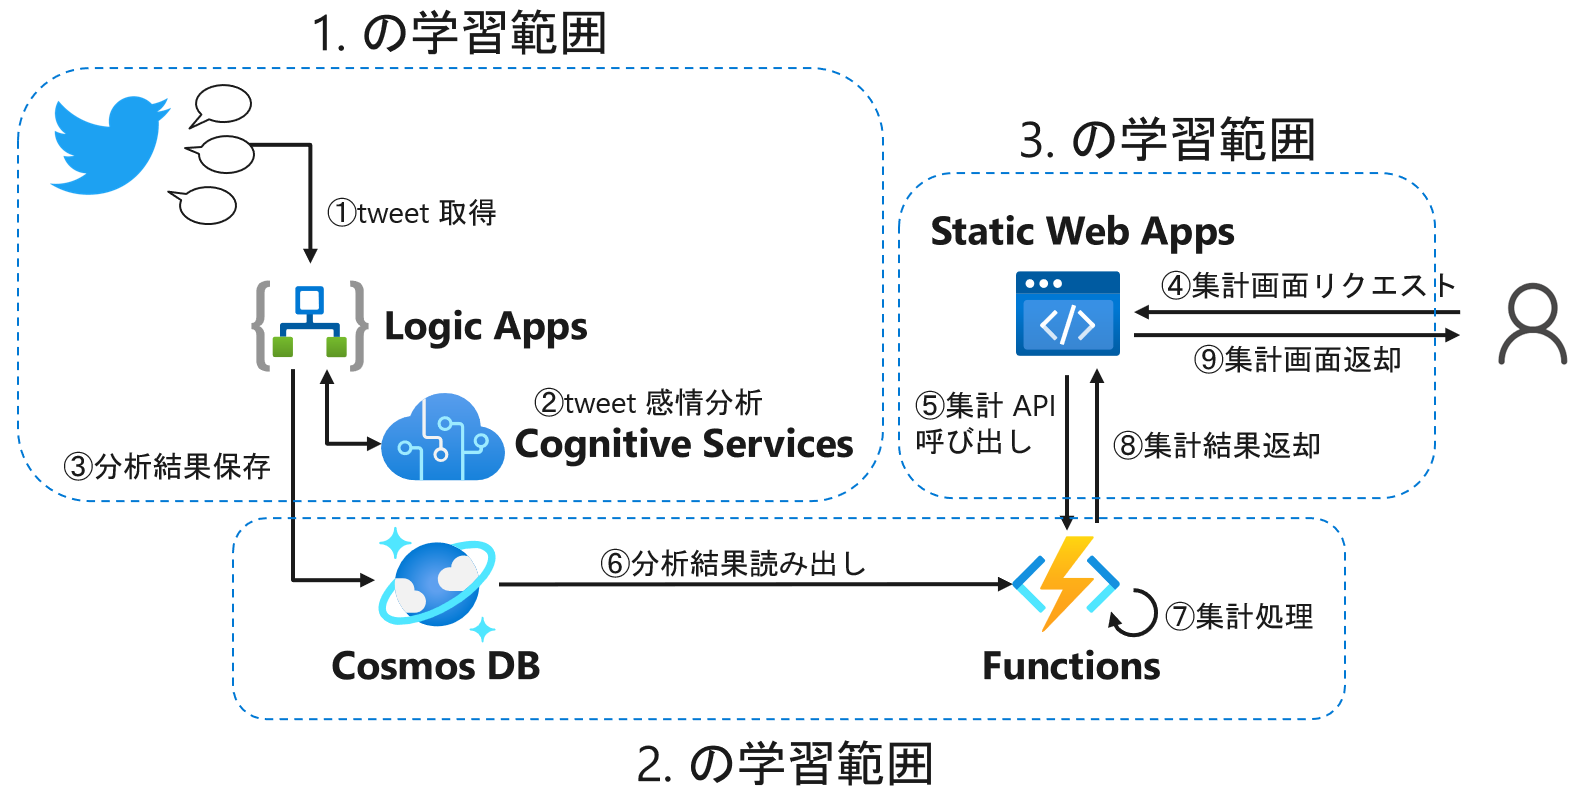 1. の学習範囲
①tweet 取得
Logic Apps
②tweet 感情分析
Cognitive Services
③分析結果保存
3. の学習範囲
Static Web Apps
④集計画面リクエスト
⑨集計画面返却
⑤集計 API
呼び出し
⑧集計結果返却
⑥分析結果読み出し
⑦集計処理
Cosmos DB
Functions
2. の学習範囲